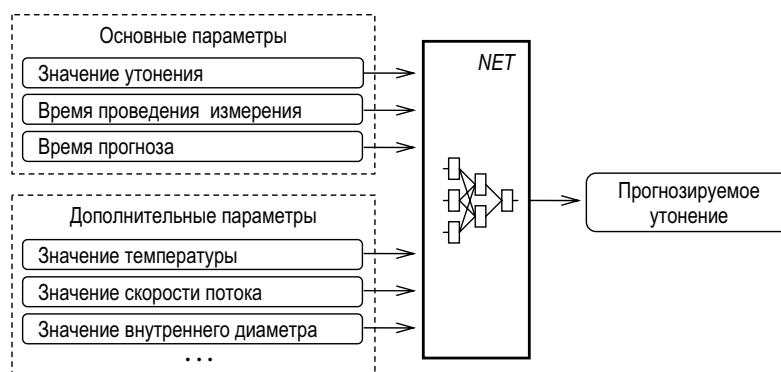 Основные параметры
Значение утонения
Время проведения измерения
Время прогноза
NET
Дополнительные параметры
Значение температуры
Значение скорости потока
Значение внутреннего диаметра
...
Прогнозируемое
утонение